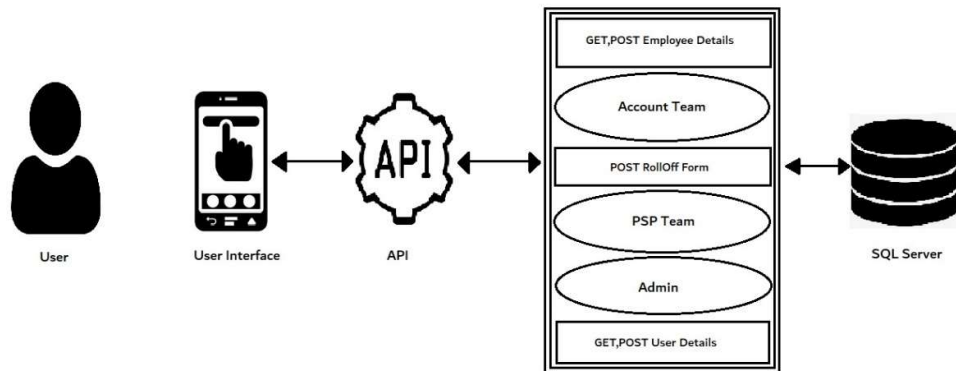 GET,POST Employee Details
Account Team
POST RollOff Form
PSP Team
Admin
GET,POST User Details
API
User
User Interface
API
SQL Server